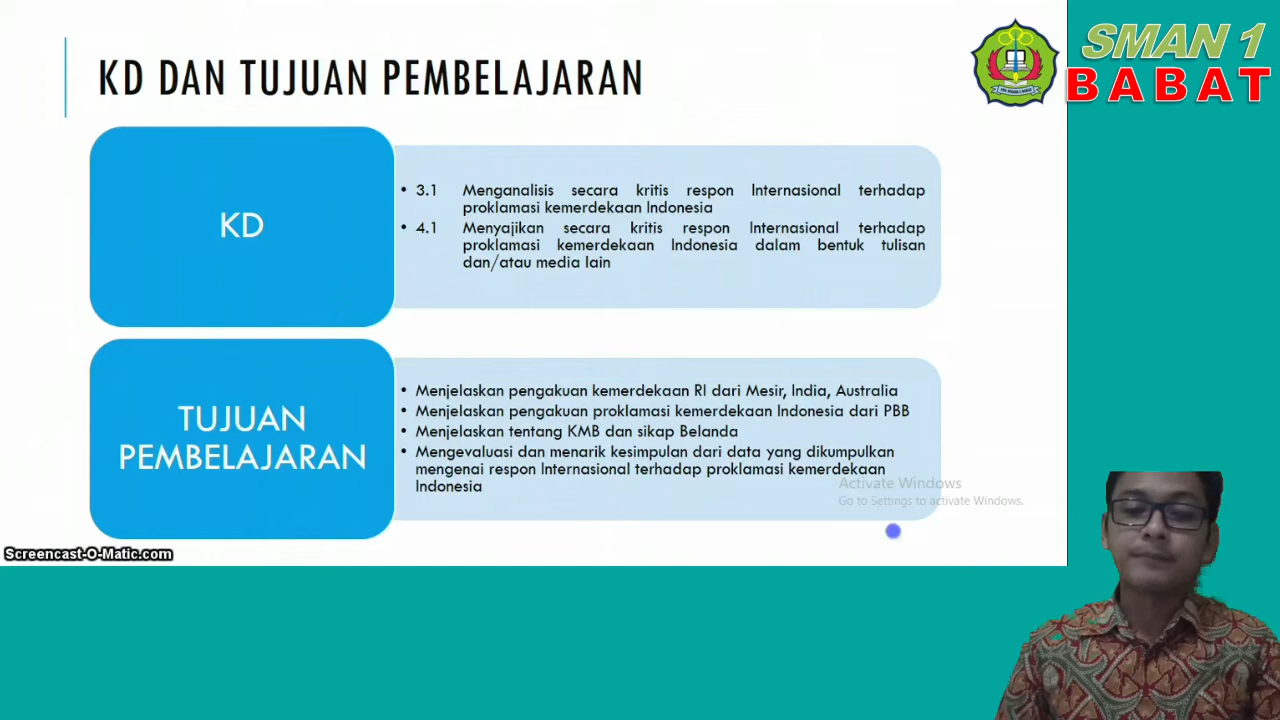 KD DAN TUJUAN PEMBELAJARAN
SMAN 1
BABAT
KD
• 3.1 Menganalisis secara kritis respon Internasional terhadap
proklamasi kemerdekaan Indonesia
• 4.1 Menyajikan secara kritis respon Internasional terhadap
proklamasi kemerdekaan Indonesia dalam bentuk tulisan
dan/atau media lain
TUJUAN
PEMBELAJARAN
• Menjelaskan pengakuan kemerdekaan RI dari Mesir, India, Australia
• Menjelaskan pengakuan proklamasi kemerdekaan Indonesia dari PBB
• Menjelaskan tentang KMB dan sikap Belanda
• Mengevaluasi dan menarik kesimpulan dari data yang dikumpulkan
mengenai respon Internasional terhadap proklamasi kemerdekaan
Indonesia
Activate Windows
Go to Settings to activate Windows.
Screencast-O-Matic.com